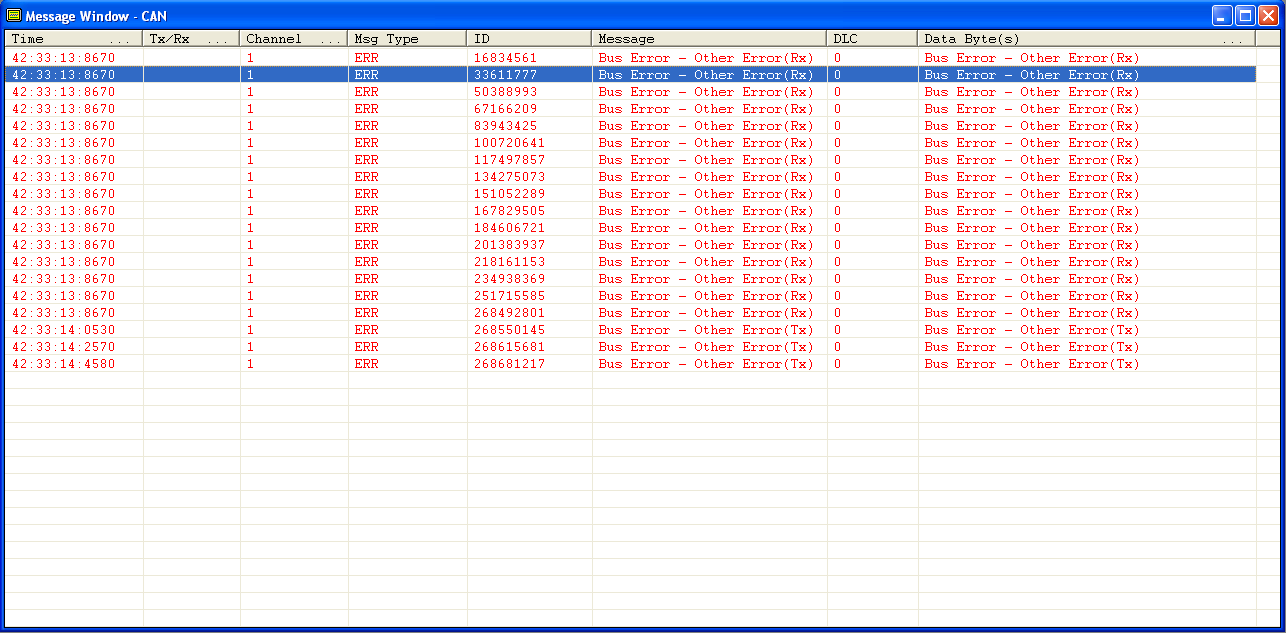 Message Window - CAN
Time ... Tx/Rx ... Channel ... Msg Type ID Message DLC Data Byte(s) ...
42:33:13:8670 1 ERR 16834561 Bus Error - Other Error(Rx) 0 Bus Error - Other Error(Rx)
42:33:13:8670 1 ERR 33611777 Bus Error - Other Error(Rx) 0 Bus Error - Other Error(Rx)
42:33:13:8670 1 ERR 50388993 Bus Error - Other Error(Rx) 0 Bus Error - Other Error(Rx)
42:33:13:8670 1 ERR 67166209 Bus Error - Other Error(Rx) 0 Bus Error - Other Error(Rx)
42:33:13:8670 1 ERR 83943425 Bus Error - Other Error(Rx) 0 Bus Error - Other Error(Rx)
42:33:13:8670 1 ERR 100720641 Bus Error - Other Error(Rx) 0 Bus Error - Other Error(Rx)
42:33:13:8670 1 ERR 117497857 Bus Error - Other Error(Rx) 0 Bus Error - Other Error(Rx)
42:33:13:8670 1 ERR 134275073 Bus Error - Other Error(Rx) 0 Bus Error - Other Error(Rx)
42:33:13:8670 1 ERR 151052289 Bus Error - Other Error(Rx) 0 Bus Error - Other Error(Rx)
42:33:13:8670 1 ERR 167829505 Bus Error - Other Error(Rx) 0 Bus Error - Other Error(Rx)
42:33:13:8670 1 ERR 184606721 Bus Error - Other Error(Rx) 0 Bus Error - Other Error(Rx)
42:33:13:8670 1 ERR 201383937 Bus Error - Other Error(Rx) 0 Bus Error - Other Error(Rx)
42:33:13:8670 1 ERR 218161153 Bus Error - Other Error(Rx) 0 Bus Error - Other Error(Rx)
42:33:13:8670 1 ERR 234938369 Bus Error - Other Error(Rx) 0 Bus Error - Other Error(Rx)
42:33:13:8670 1 ERR 251715585 Bus Error - Other Error(Rx) 0 Bus Error - Other Error(Rx)
42:33:13:8670 1 ERR 268492801 Bus Error - Other Error(Rx) 0 Bus Error - Other Error(Rx)
42:33:14:0530 1 ERR 268550145 Bus Error - Other Error(Tx) 0 Bus Error - Other Error(Tx)
42:33:14:2570 1 ERR 268615681 Bus Error - Other Error(Tx) 0 Bus Error - Other Error(Tx)
42:33:14:4580 1 ERR 268681217 Bus Error - Other Error(Tx) 0 Bus Error - Other Error(Tx)